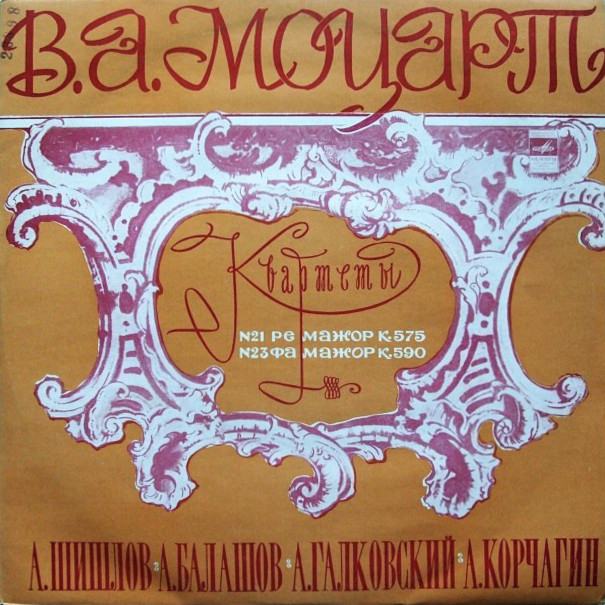 В.А.МОЦАРТ
Квартеты
№21 РЕ МАЖОР К.575
№23 ФА МАЖОР К.590
А.ШИШЛОВ А.БАЛАШОВ А.ГАЛКОВСКИЙ А.КОРЧАГИН